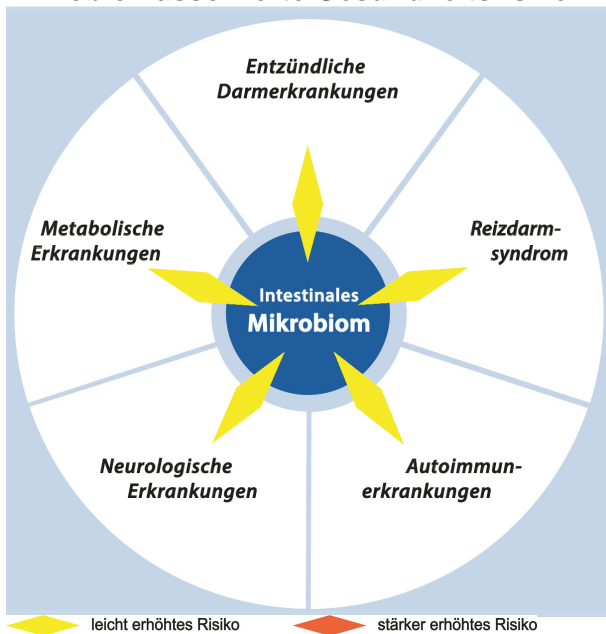 Entzündliche
Darmerkrankungen
Metabolische
Erkrankungen
Reizdarm-
syndrom
Intestinales
Mikrobiom
Neurologische
Erkrankungen
Autoimmun-
erkrankungen
leicht erhöhtes Risiko
stärker erhöhtes Risiko